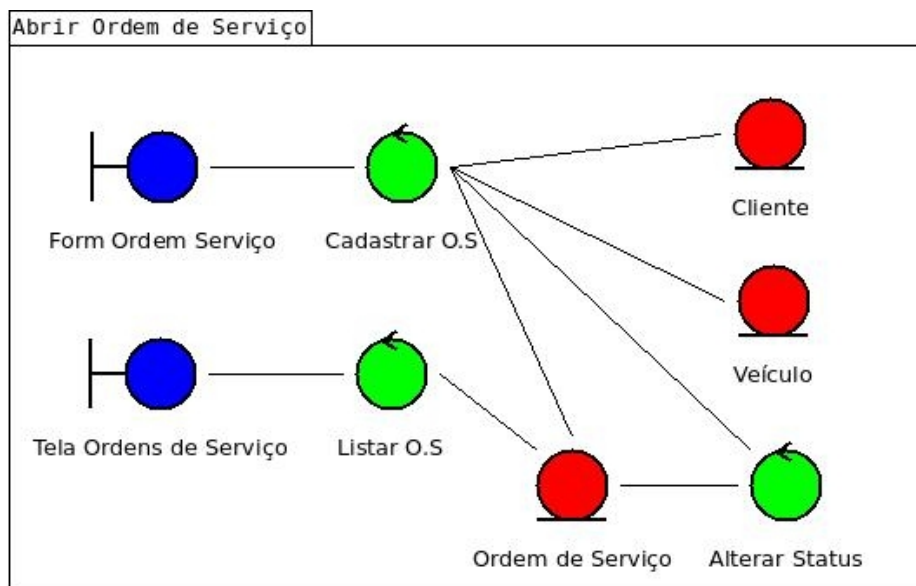 Abrir Ordem de Serviço
Cliente
Form Ordem Serviço
Cadastrar O.S
Veículo
Tela Ordens de Serviço
Listar O.S
Ordem de Serviço
Alterar Status